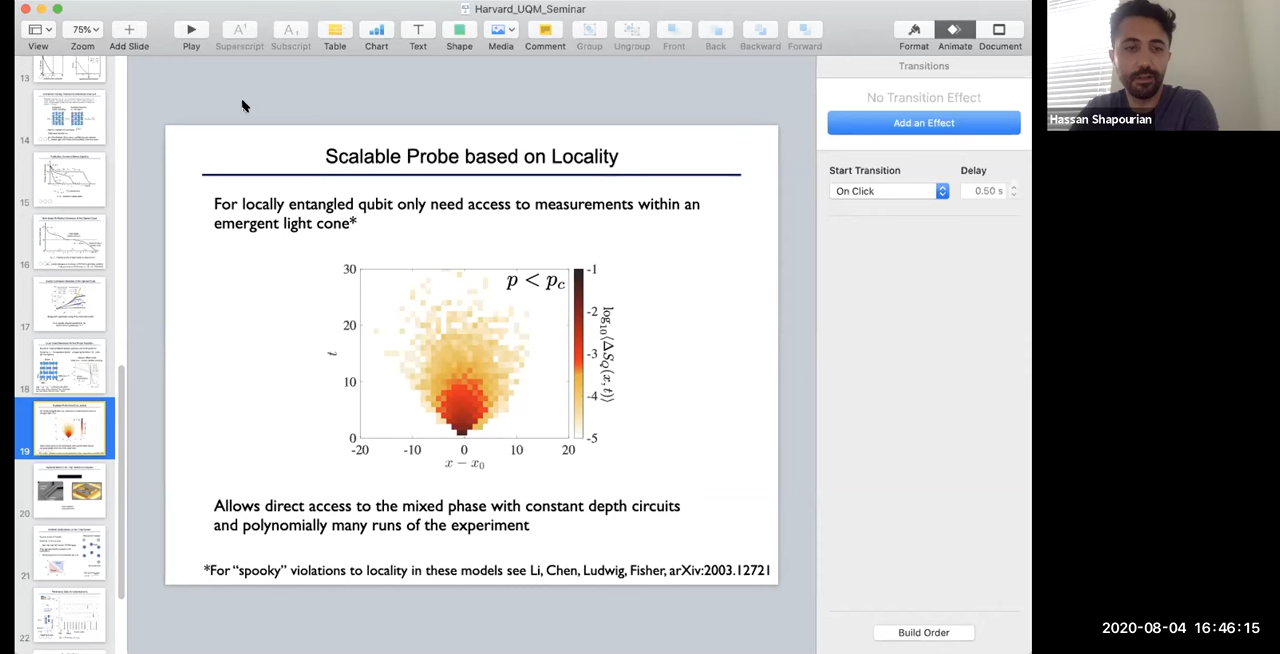 Harvard_UQM_Seminar
View
75%
Zoom
Add Slide
Play
Superscript
Subscript
Table
Chart
Text
Shape
Media
Comment
Group
Ungroup
Front
Back
Backward
Forward
Format
Animate
Document
Transitions
No Transition Effect
Add an Effect
Start Transition
Delay
On Click
0.50 s
Build Order
13
14
15
16
17
18
19
20
21
22
Scalable Probe based on Locality
For locally entangled qubit only need access to measurements within an
emergent light cone*
p < p_c
30
20
10
0
t
-20
-10
0
10
20
x − x_0
-1
-2
-3
-4
-5
log_10⟨ΔS_Q(x, t)⟩
Allows direct access to the mixed phase with constant depth circuits
and polynomially many runs of the experiment
*For "spooky" violations to locality in these models see Li, Chen, Ludwig, Fisher, arXiv:2003.12721
Hassan Shapourian
2020-08-04 16:46:15